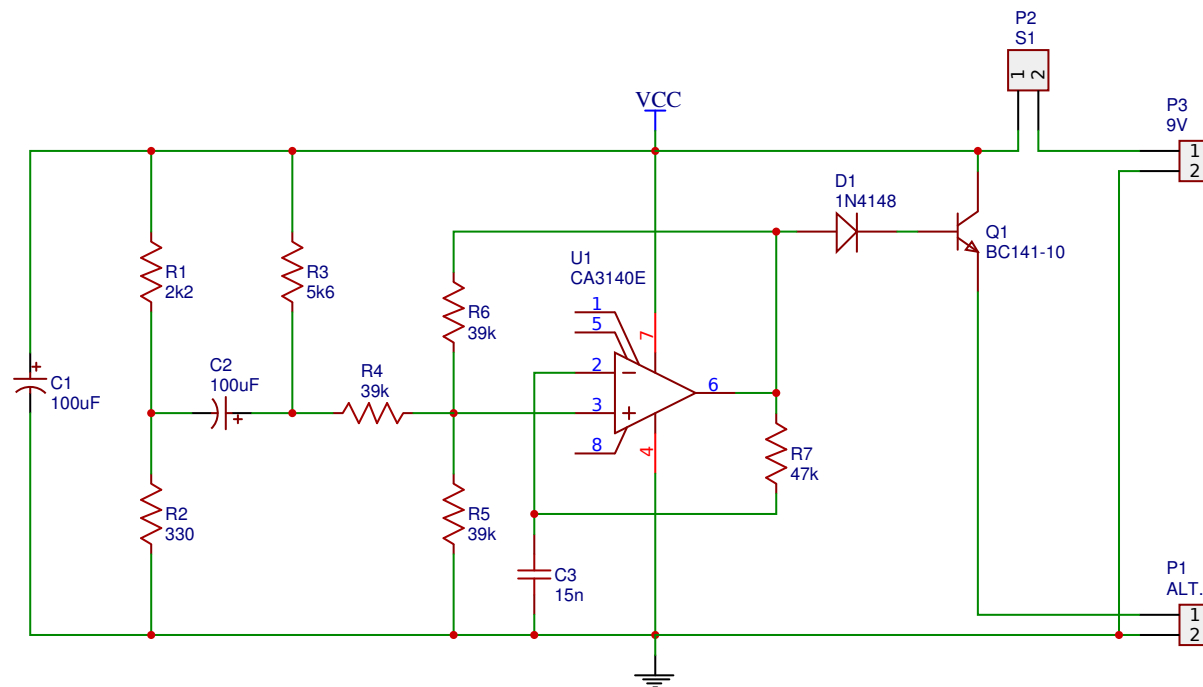 P2
S1
1 2
VCC
P3
9V
1
2
D1
1N4148
Q1
BC141-10
U1
CA3140E
R1
2k2
R3
5k6
R6
39k
1
5
7
2
3
8
4
6
C1
100uF
C2
100uF
R4
39k
R7
47k
R2
330
R5
39k
C3
15n
P1
ALT.
1
2